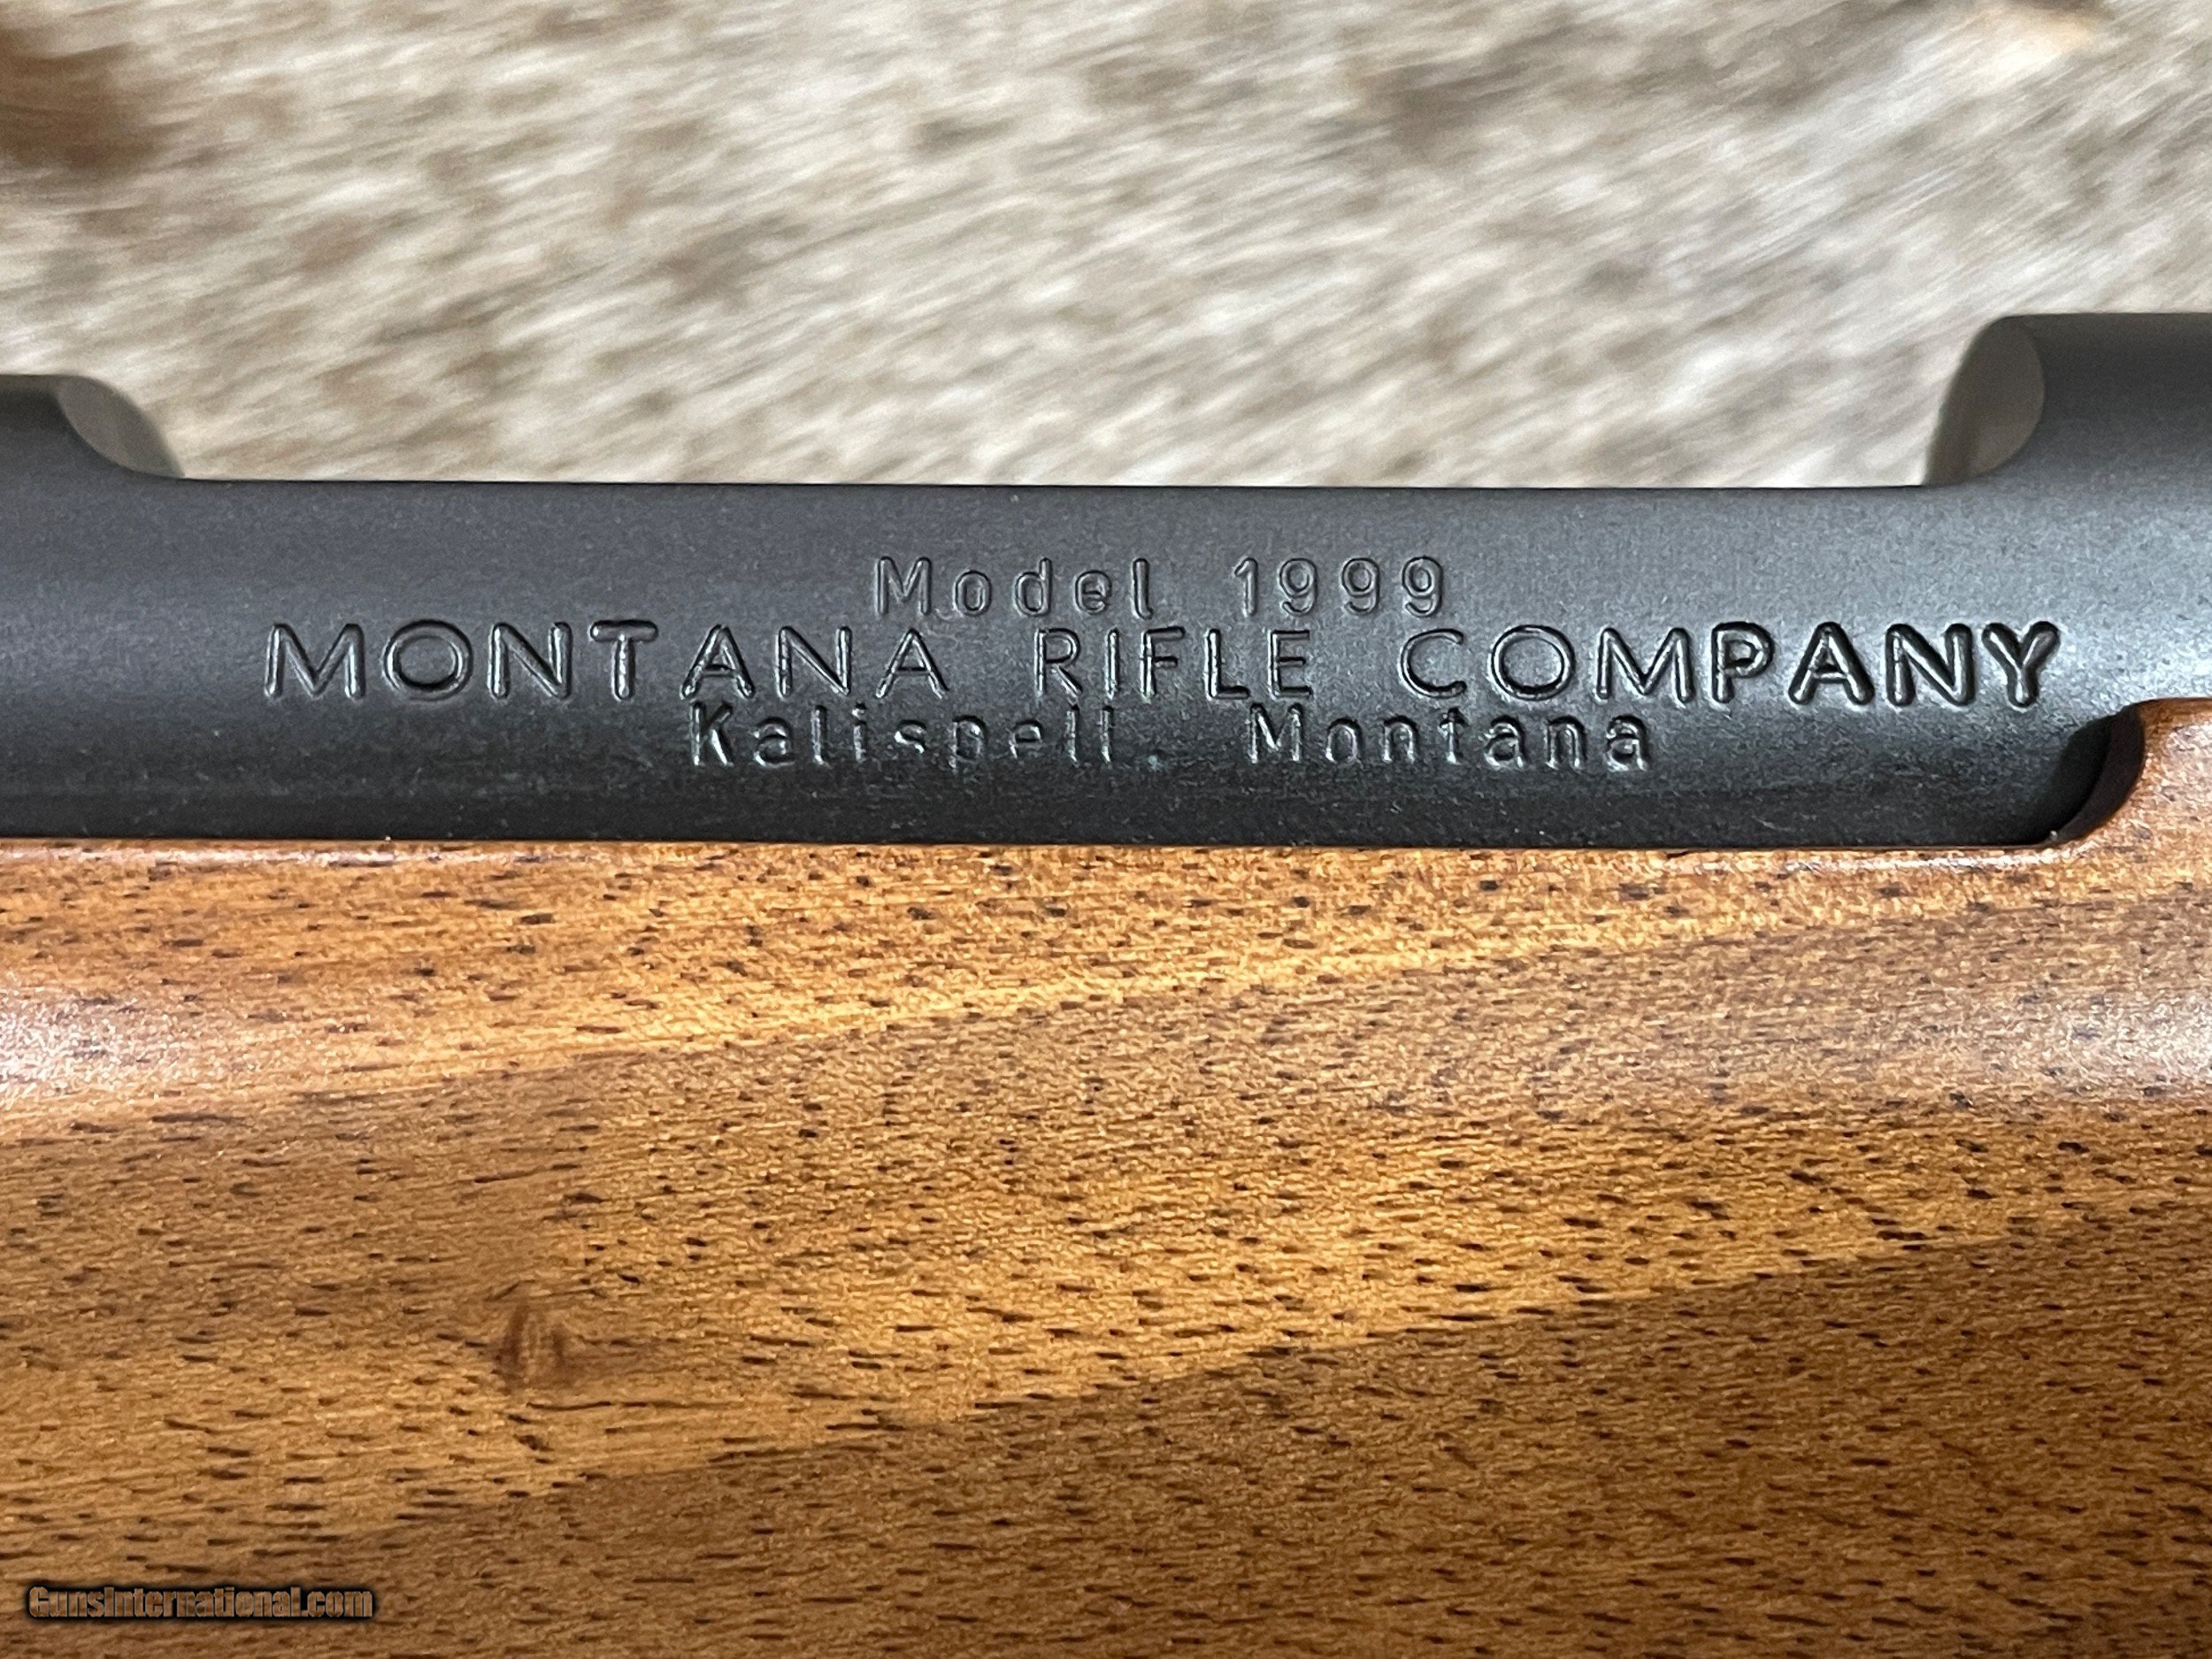 Model 1999
MONTANA RIFLE COMPANY
Kalispell, Montana
GunsInternational.com